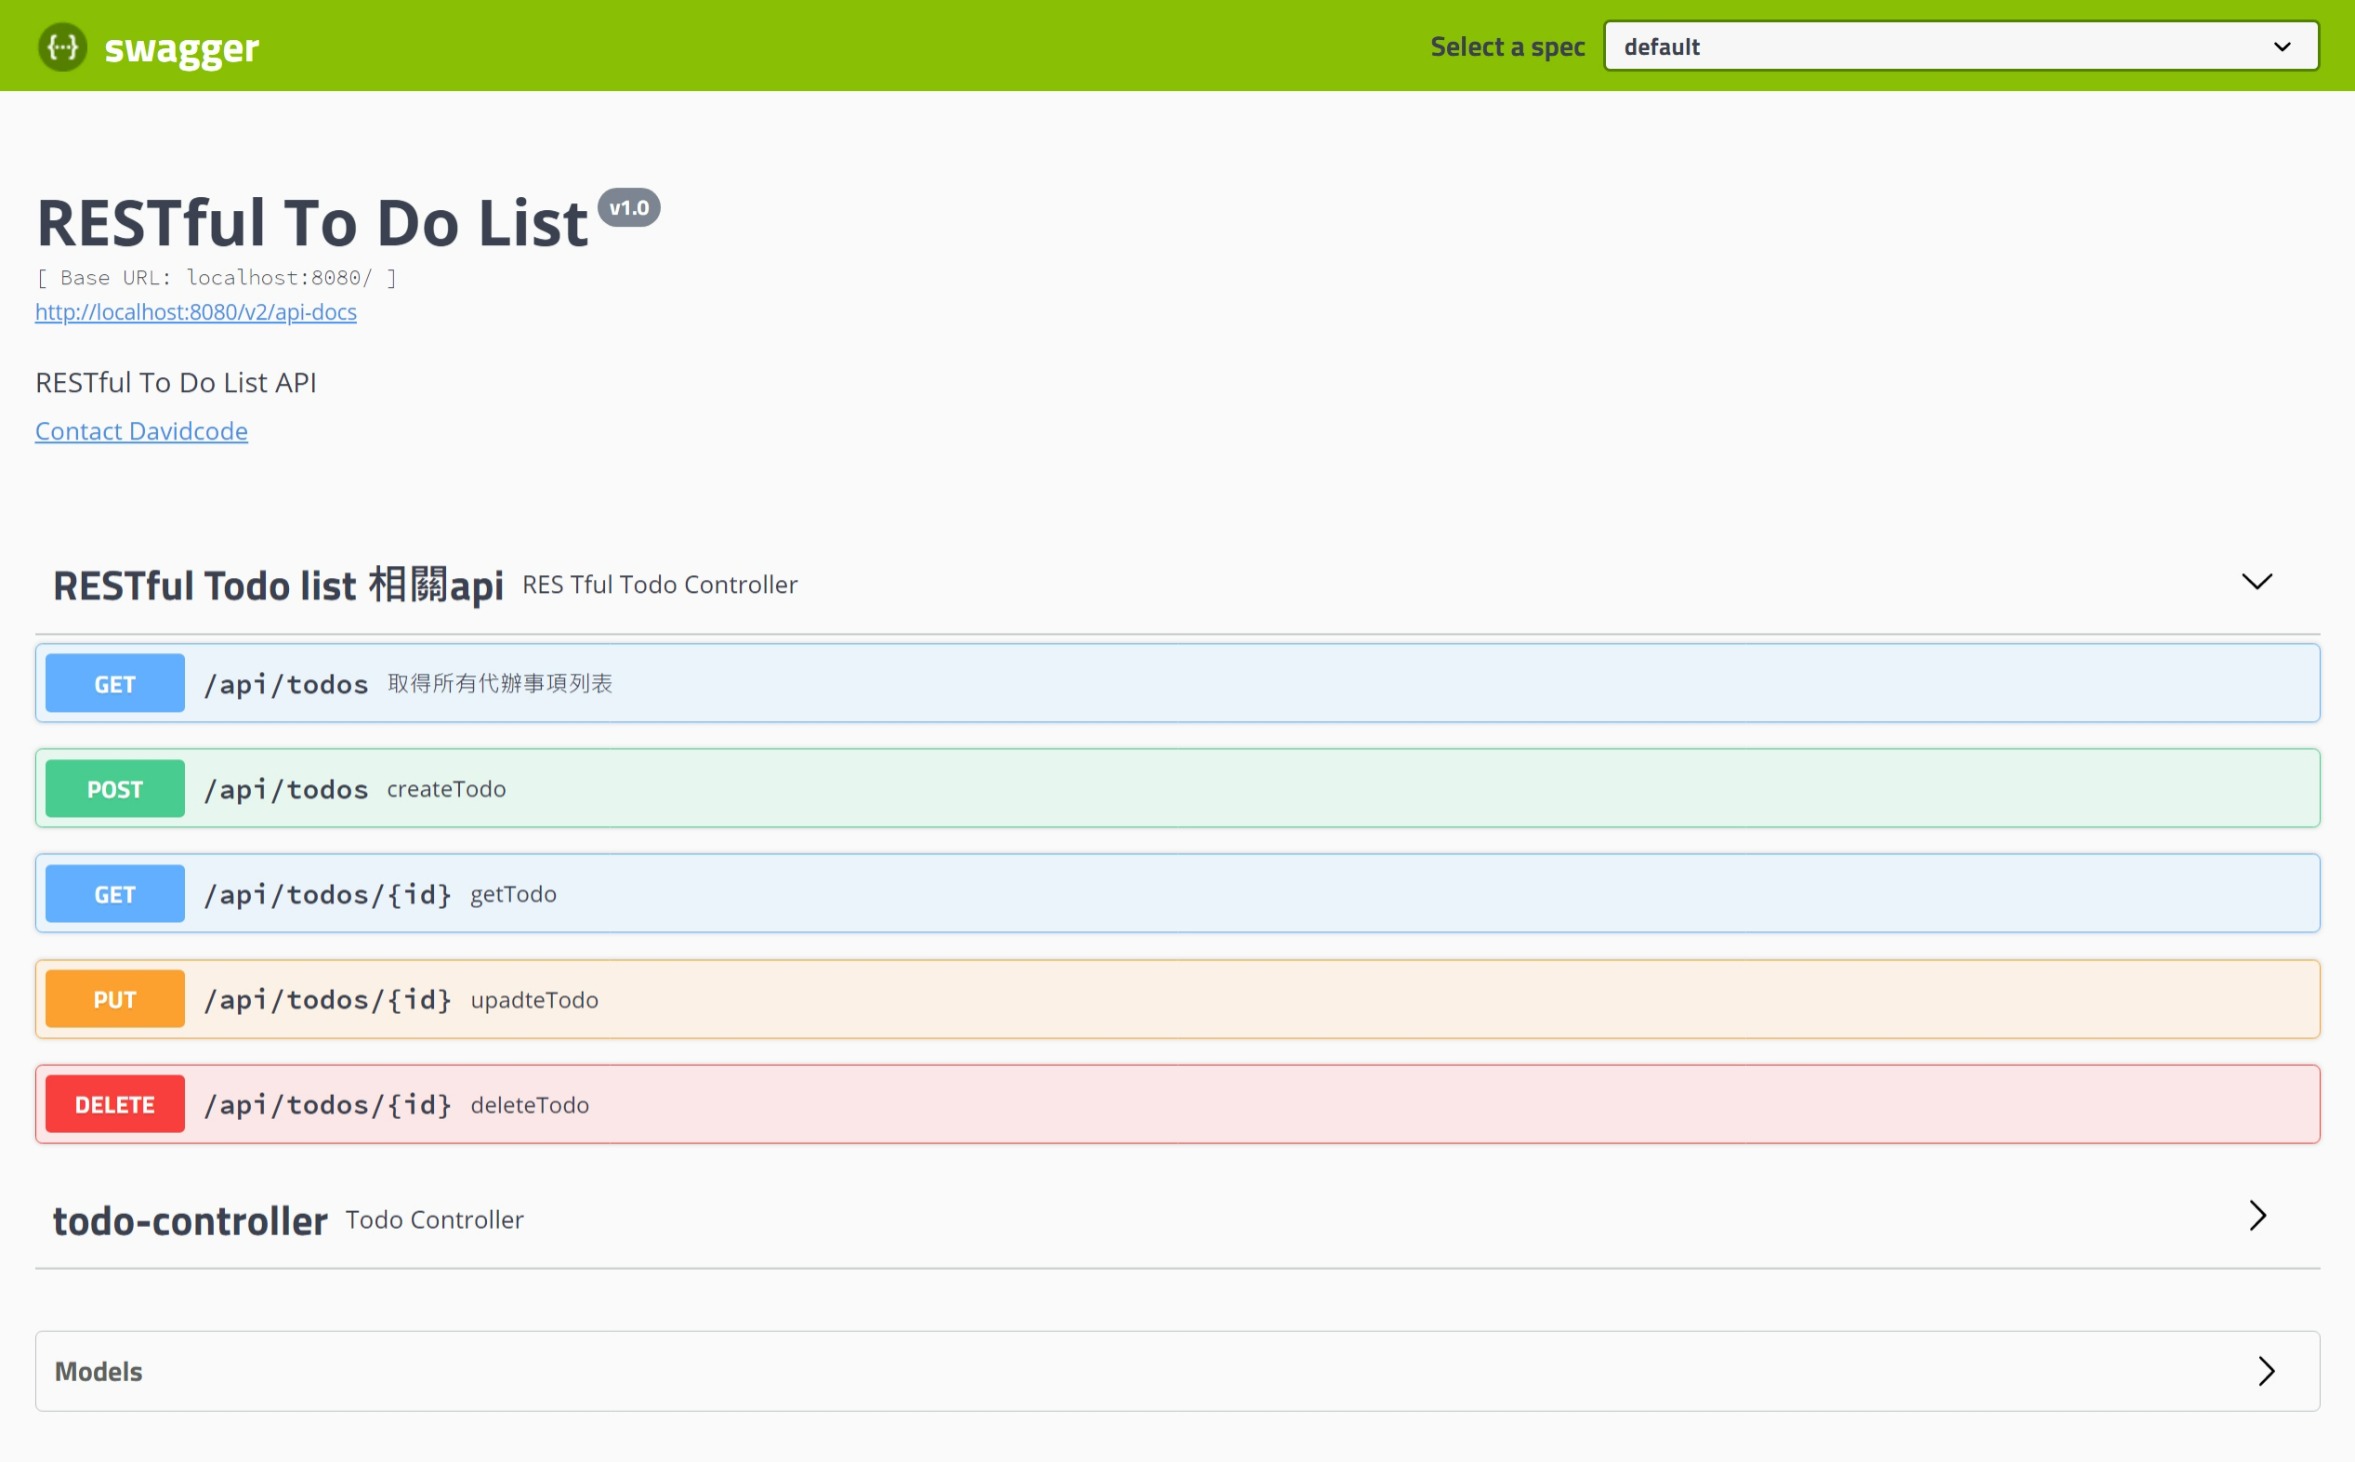 swagger
Select a spec default
RESTful To Do List v1.0
[ Base URL: localhost:8080/ ]
http://localhost:8080/v2/api-docs
RESTful To Do List API
Contact Davidcode
RESTful Todo list 相關api RES Tful Todo Controller
GET /api/todos 取得所有代辦事項列表
POST /api/todos createTodo
GET /api/todos/{id} getTodo
PUT /api/todos/{id} upadteTodo
DELETE /api/todos/{id} deleteTodo
todo-controller Todo Controller
Models